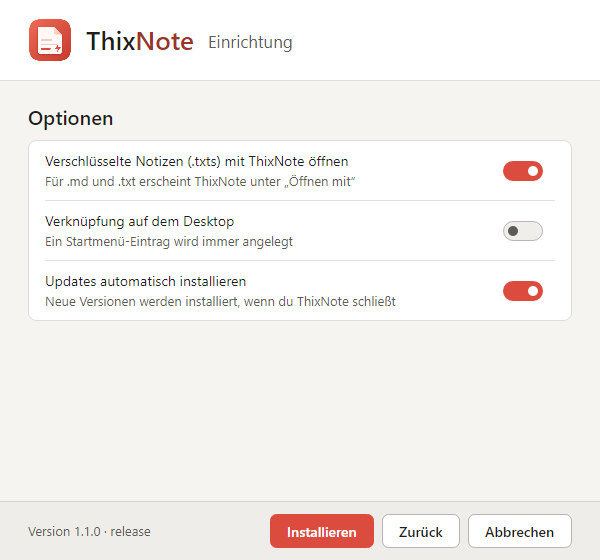 ThixNote Einrichtung
Optionen
Verschlüsselte Notizen (.txts) mit ThixNote öffnen
Für .md und .txt erscheint ThixNote unter „Öffnen mit“
Verknüpfung auf dem Desktop
Ein Startmenü-Eintrag wird immer angelegt
Updates automatisch installieren
Neue Versionen werden installiert, wenn du ThixNote schließt
Version 1.1.0 · release
Installieren
Zurück
Abbrechen